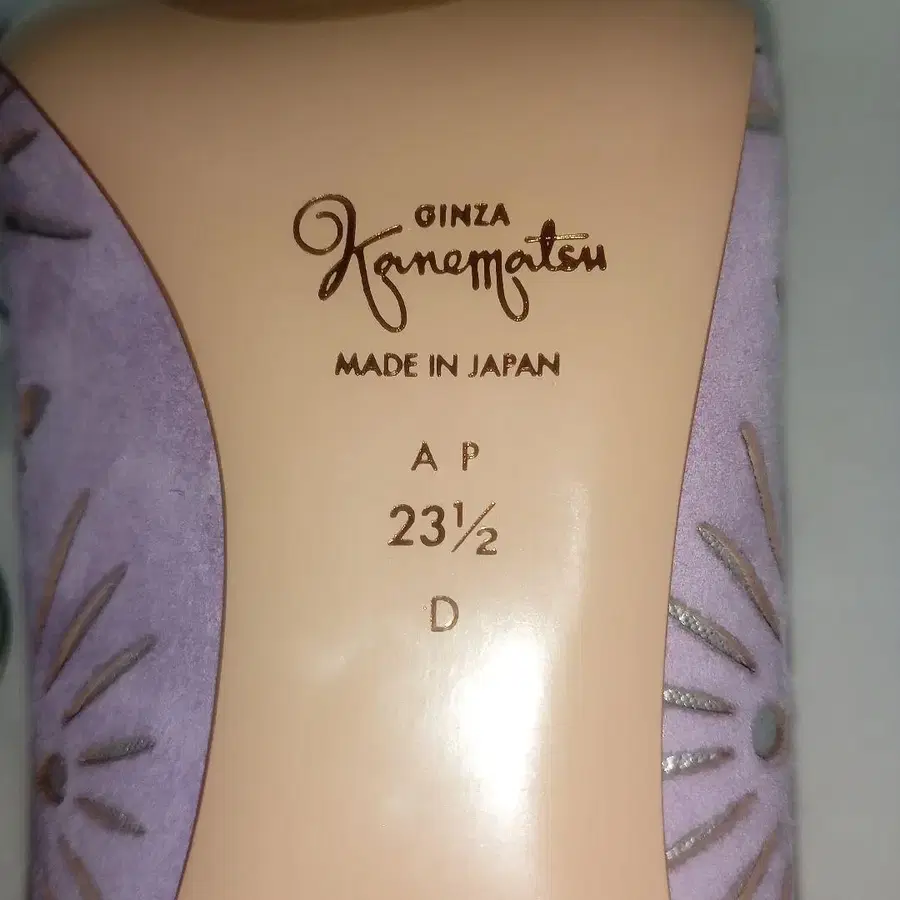 GINZA
Kanematsu
MADE IN JAPAN
A P
23½
D